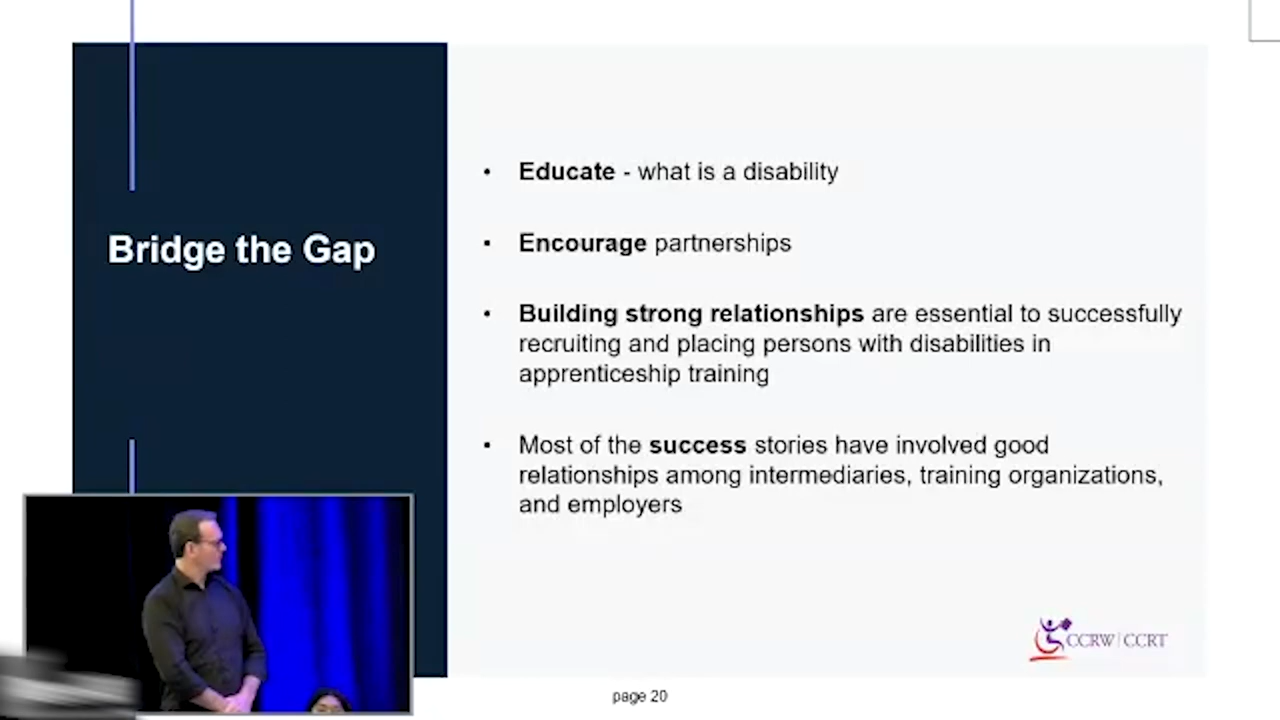 Bridge the Gap
• Educate - what is a disability
• Encourage partnerships
• Building strong relationships are essential to successfully
recruiting and placing persons with disabilities in
apprenticeship training
• Most of the success stories have involved good
relationships among intermediaries, training organizations,
and employers
CCRW | CCRT
page 20